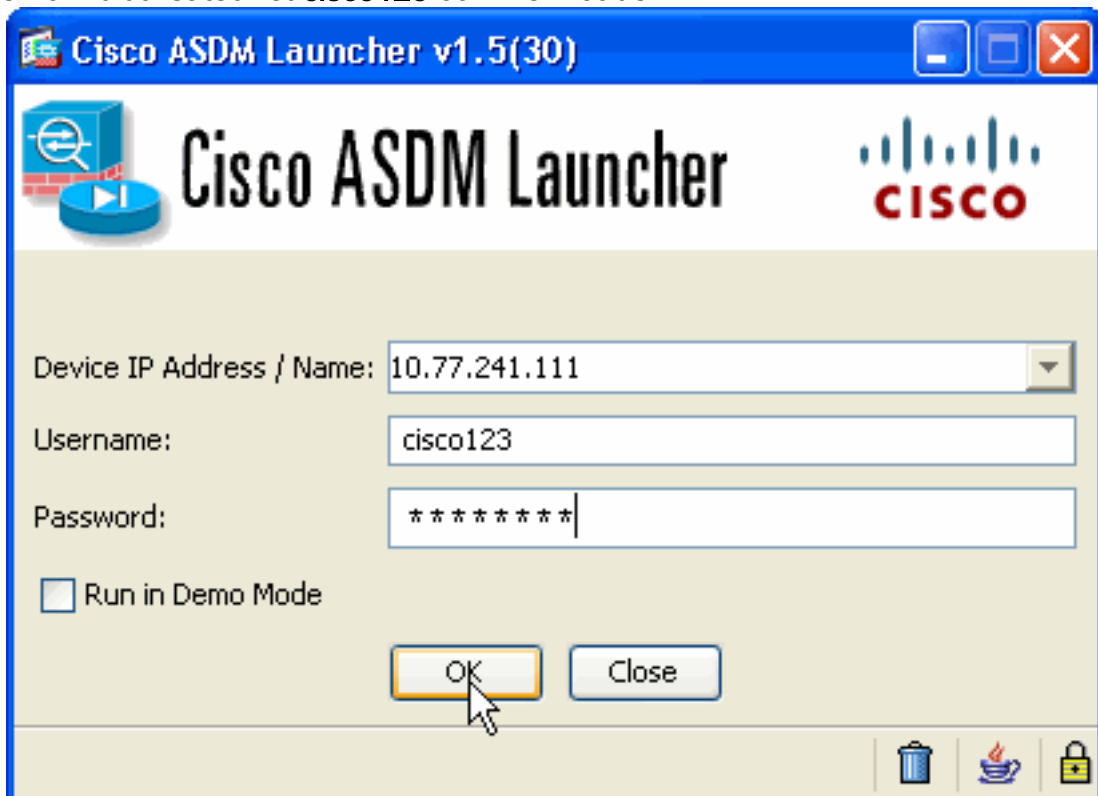 Cisco ASDM Launcher v1.5(30)
Cisco ASDM Launcher
CISCO
Device IP Address / Name: 10.77.241.111
Username: cisco123
Password: ********
Run in Demo Mode
OK Close